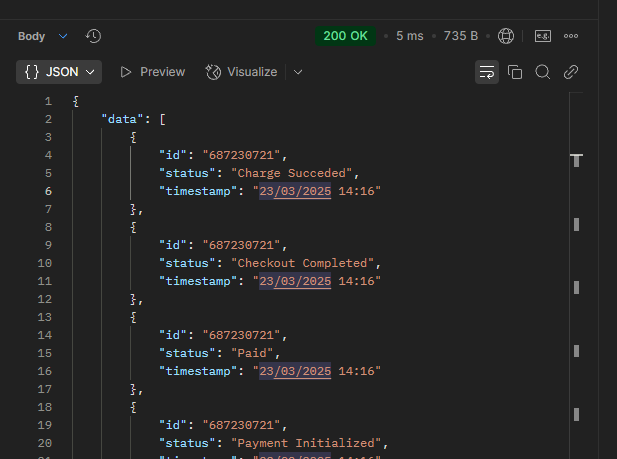 Body 200 OK • 5 ms • 735 B • e.g.
{} JSON Preview Visualize
1 {
2 "data": [
3 {
4 "id": "687230721",
5 "status": "Charge Succeded",
6 "timestamp": "23/03/2025 14:16"
7 },
8 {
9 "id": "687230721",
10 "status": "Checkout Completed",
11 "timestamp": "23/03/2025 14:16"
12 },
13 {
14 "id": "687230721",
15 "status": "Paid",
16 "timestamp": "23/03/2025 14:16"
17 },
18 {
19 "id": "687230721",
20 "status": "Payment Initialized",